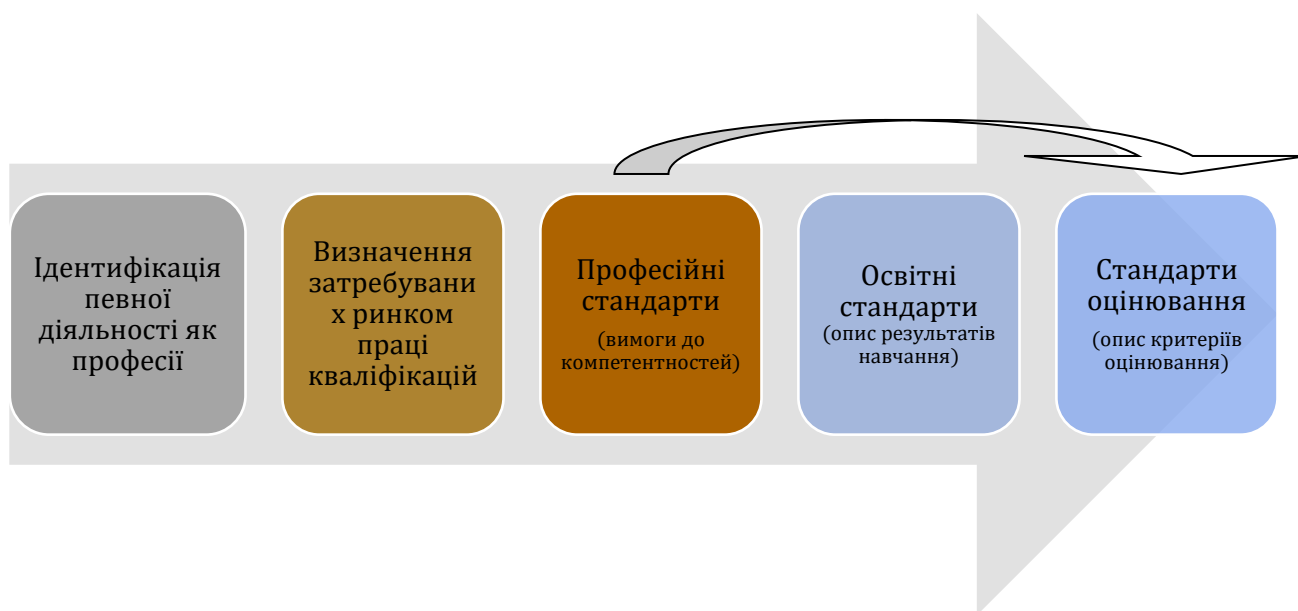 Ідентифікація
певної
діяльності як
професії
Визначення
затребувани
х ринком
праці
кваліфікацій
Професійні
стандарти
(вимоги до
компетентностей)
Освітні
стандарти
(опис результатів
навчання)
Стандарти
оцінювання
(опис критеріїв
оцінювання)